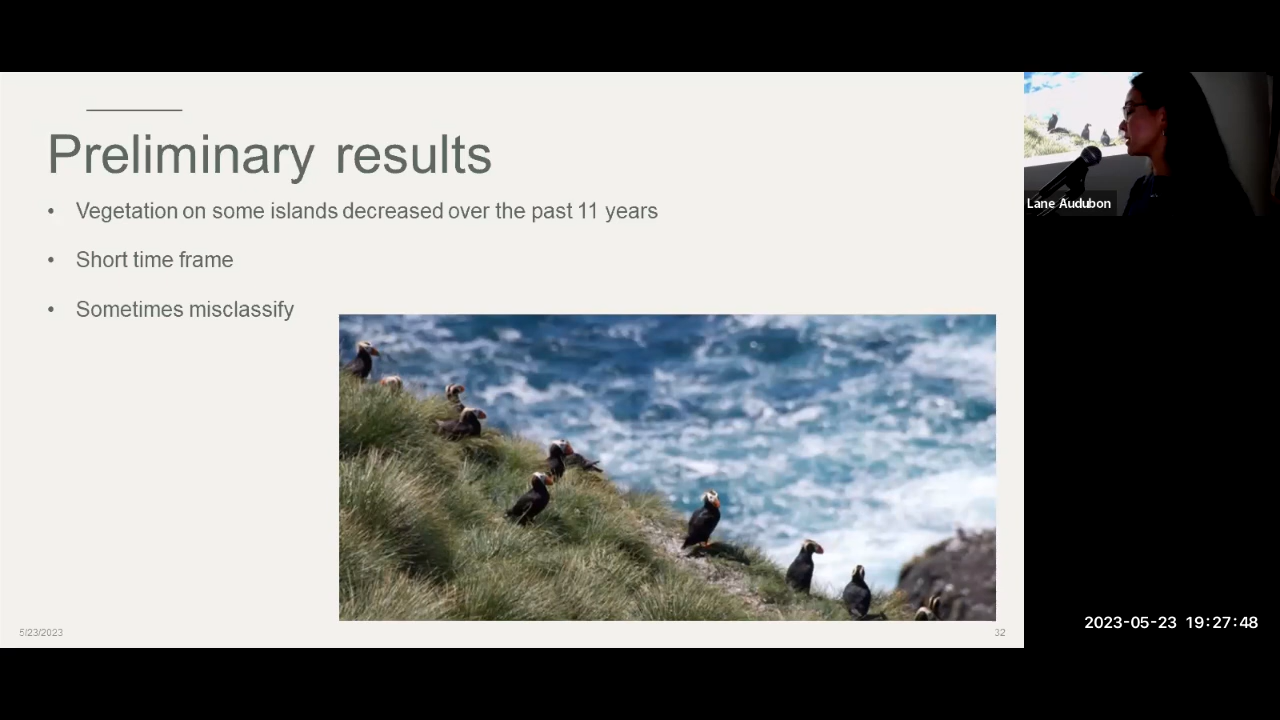 Preliminary results
• Vegetation on some islands decreased over the past 11 years
• Short time frame
• Sometimes misclassify
5/23/2023
32
Lane Audubon
2023-05-23 19:27:48